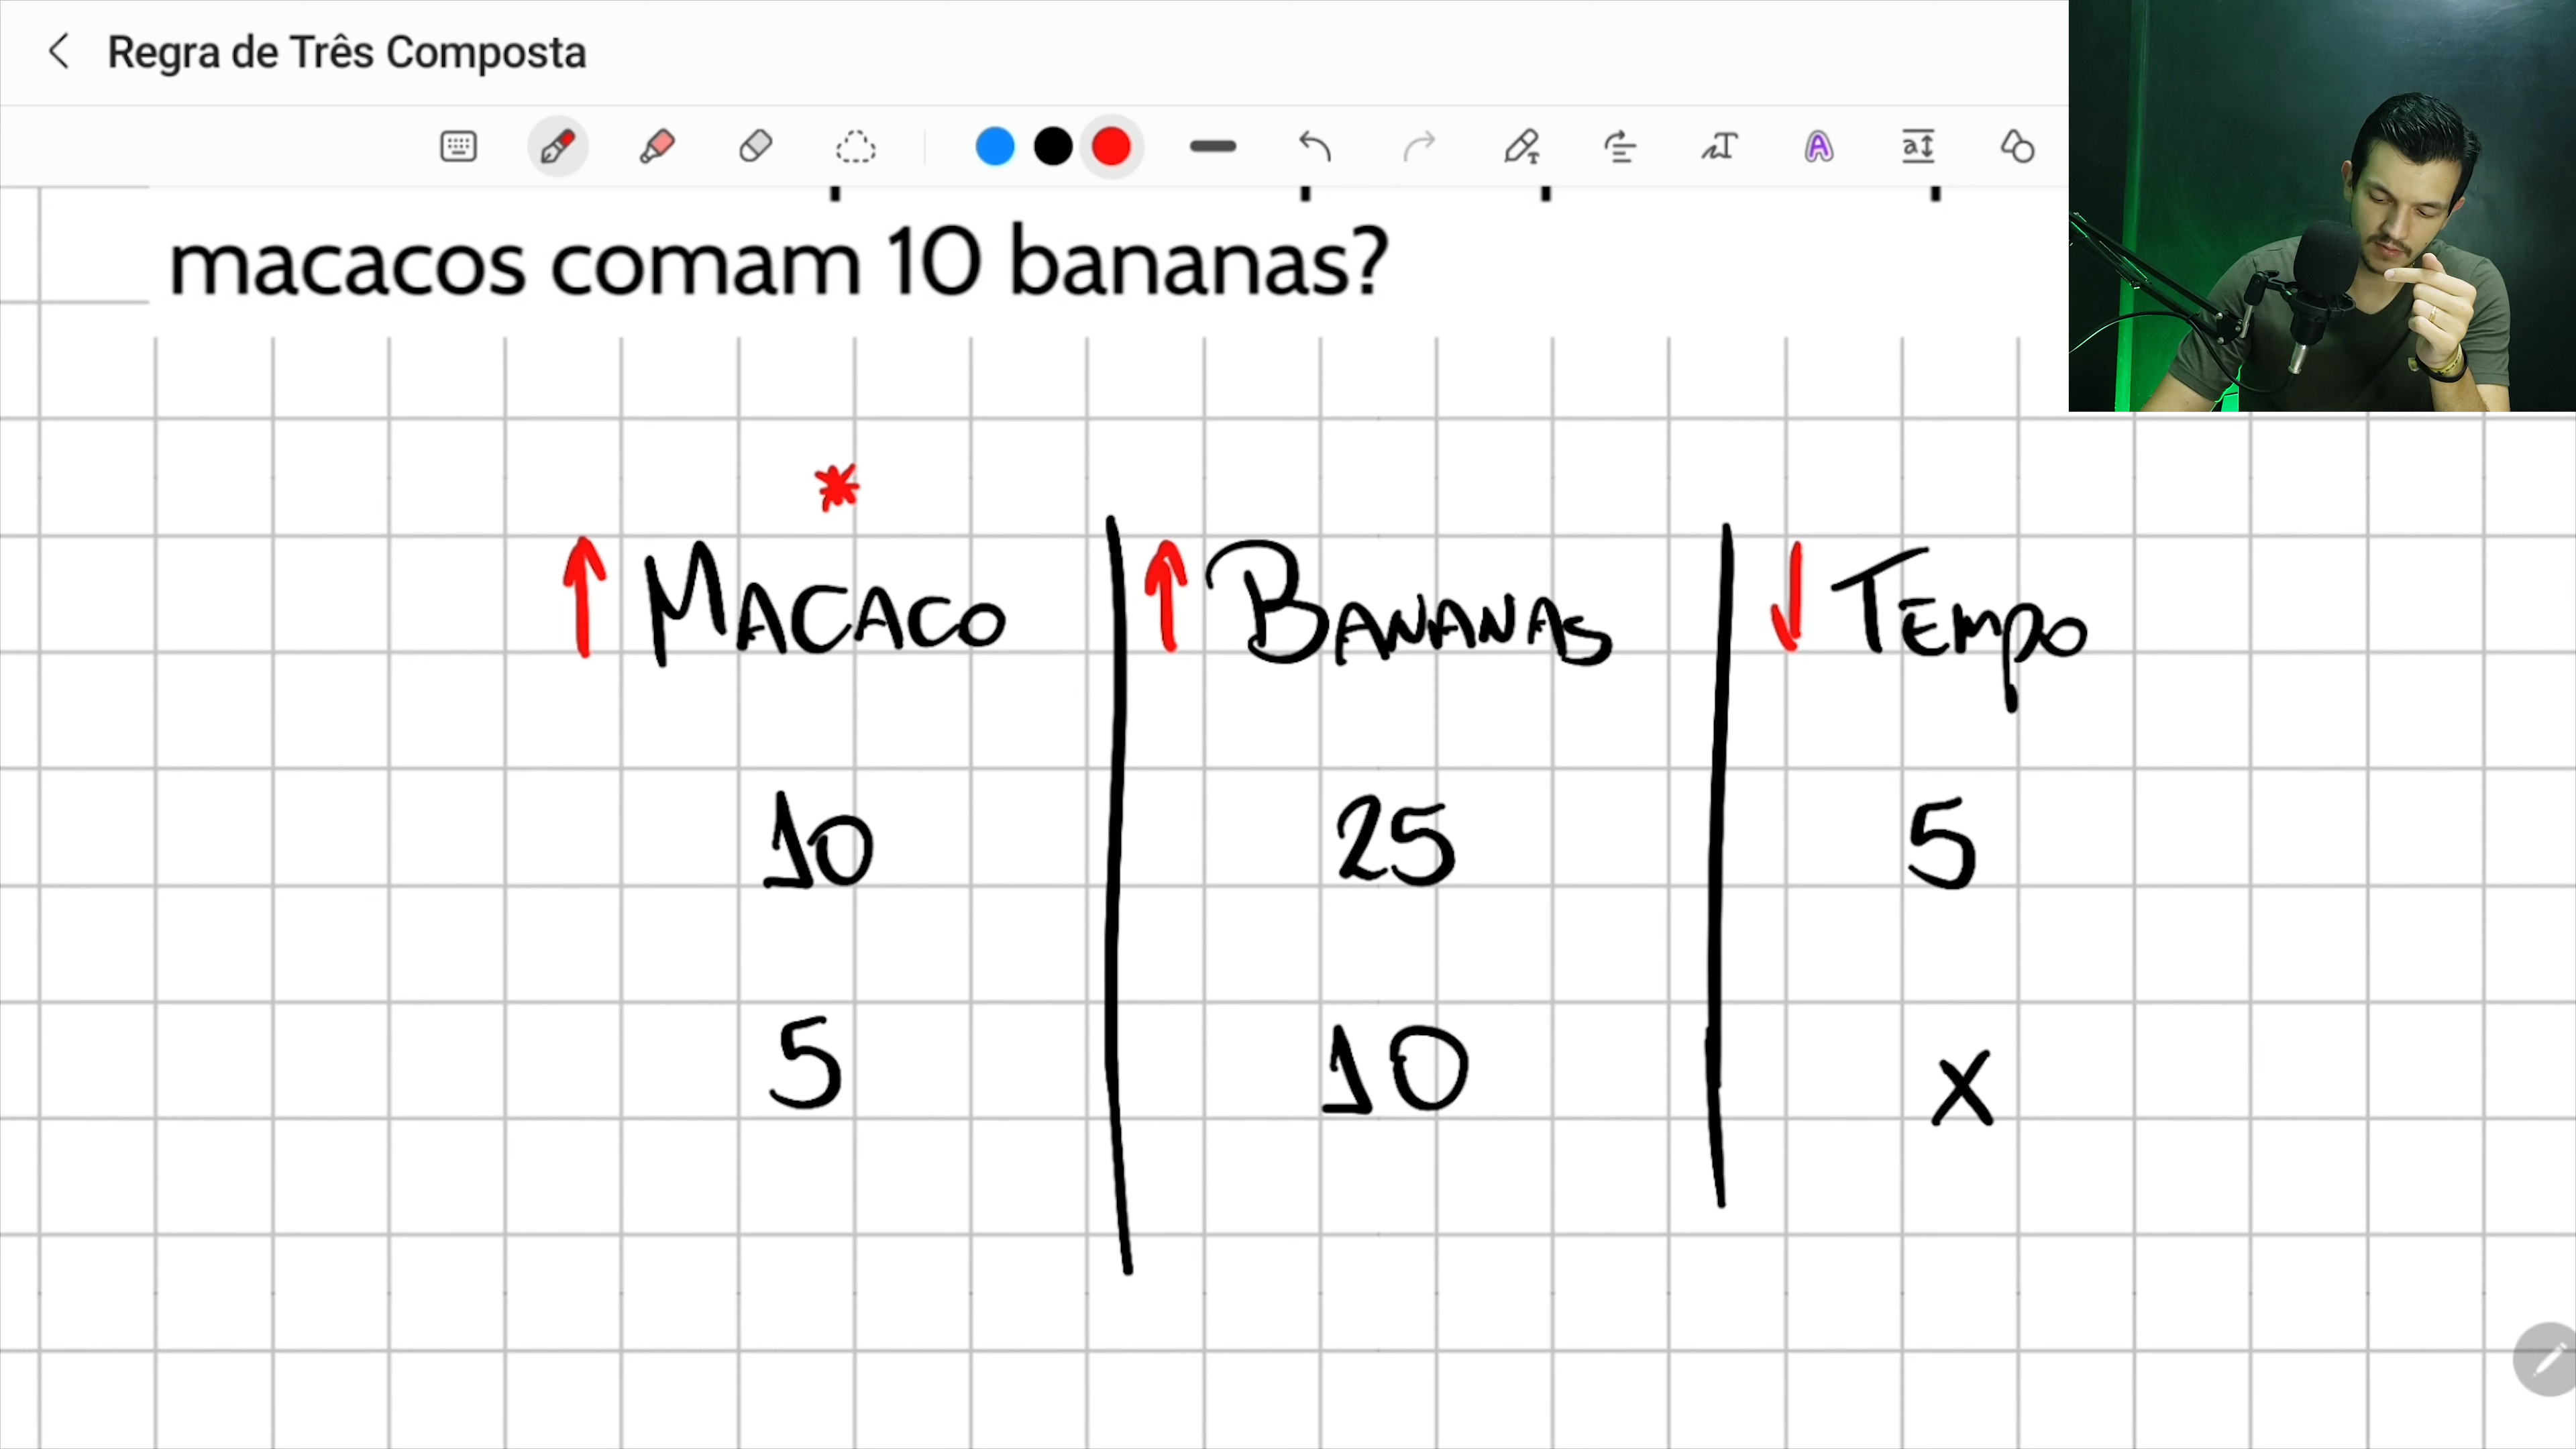 Regra de Três Composta
macacos comam 10 bananas?
MACACO BANANAS TEMPO
10 25 5
5 10 x